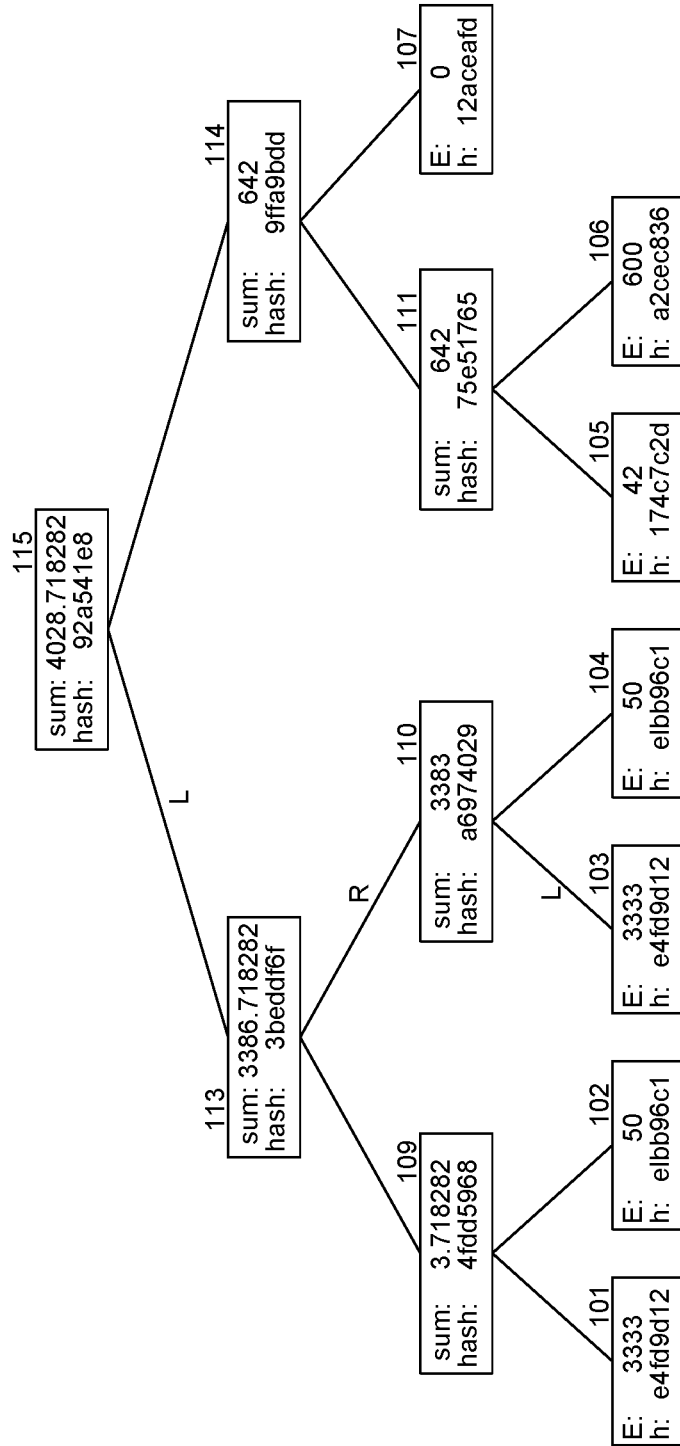 115
sum: 4028.718282
hash: 92a541e8
L
113
sum: 3386.718282
hash: 3beddf6f
114
sum: 642
hash: 9ffa9bdd
R
109
sum: 3.718282
hash: 4fdd5968
110
sum: 3383
hash: a6974029
111
sum: 642
hash: 75e51765
107
E: 0
h: 12aceafd
L
101
E: 3333
h: e4fd9d12
102
E: 50
h: elbb96c1
103
E: 3333
h: e4fd9d12
104
E: 50
h: elbb96c1
105
E: 42
h: 174c7c2d
106
E: 600
h: a2cec836